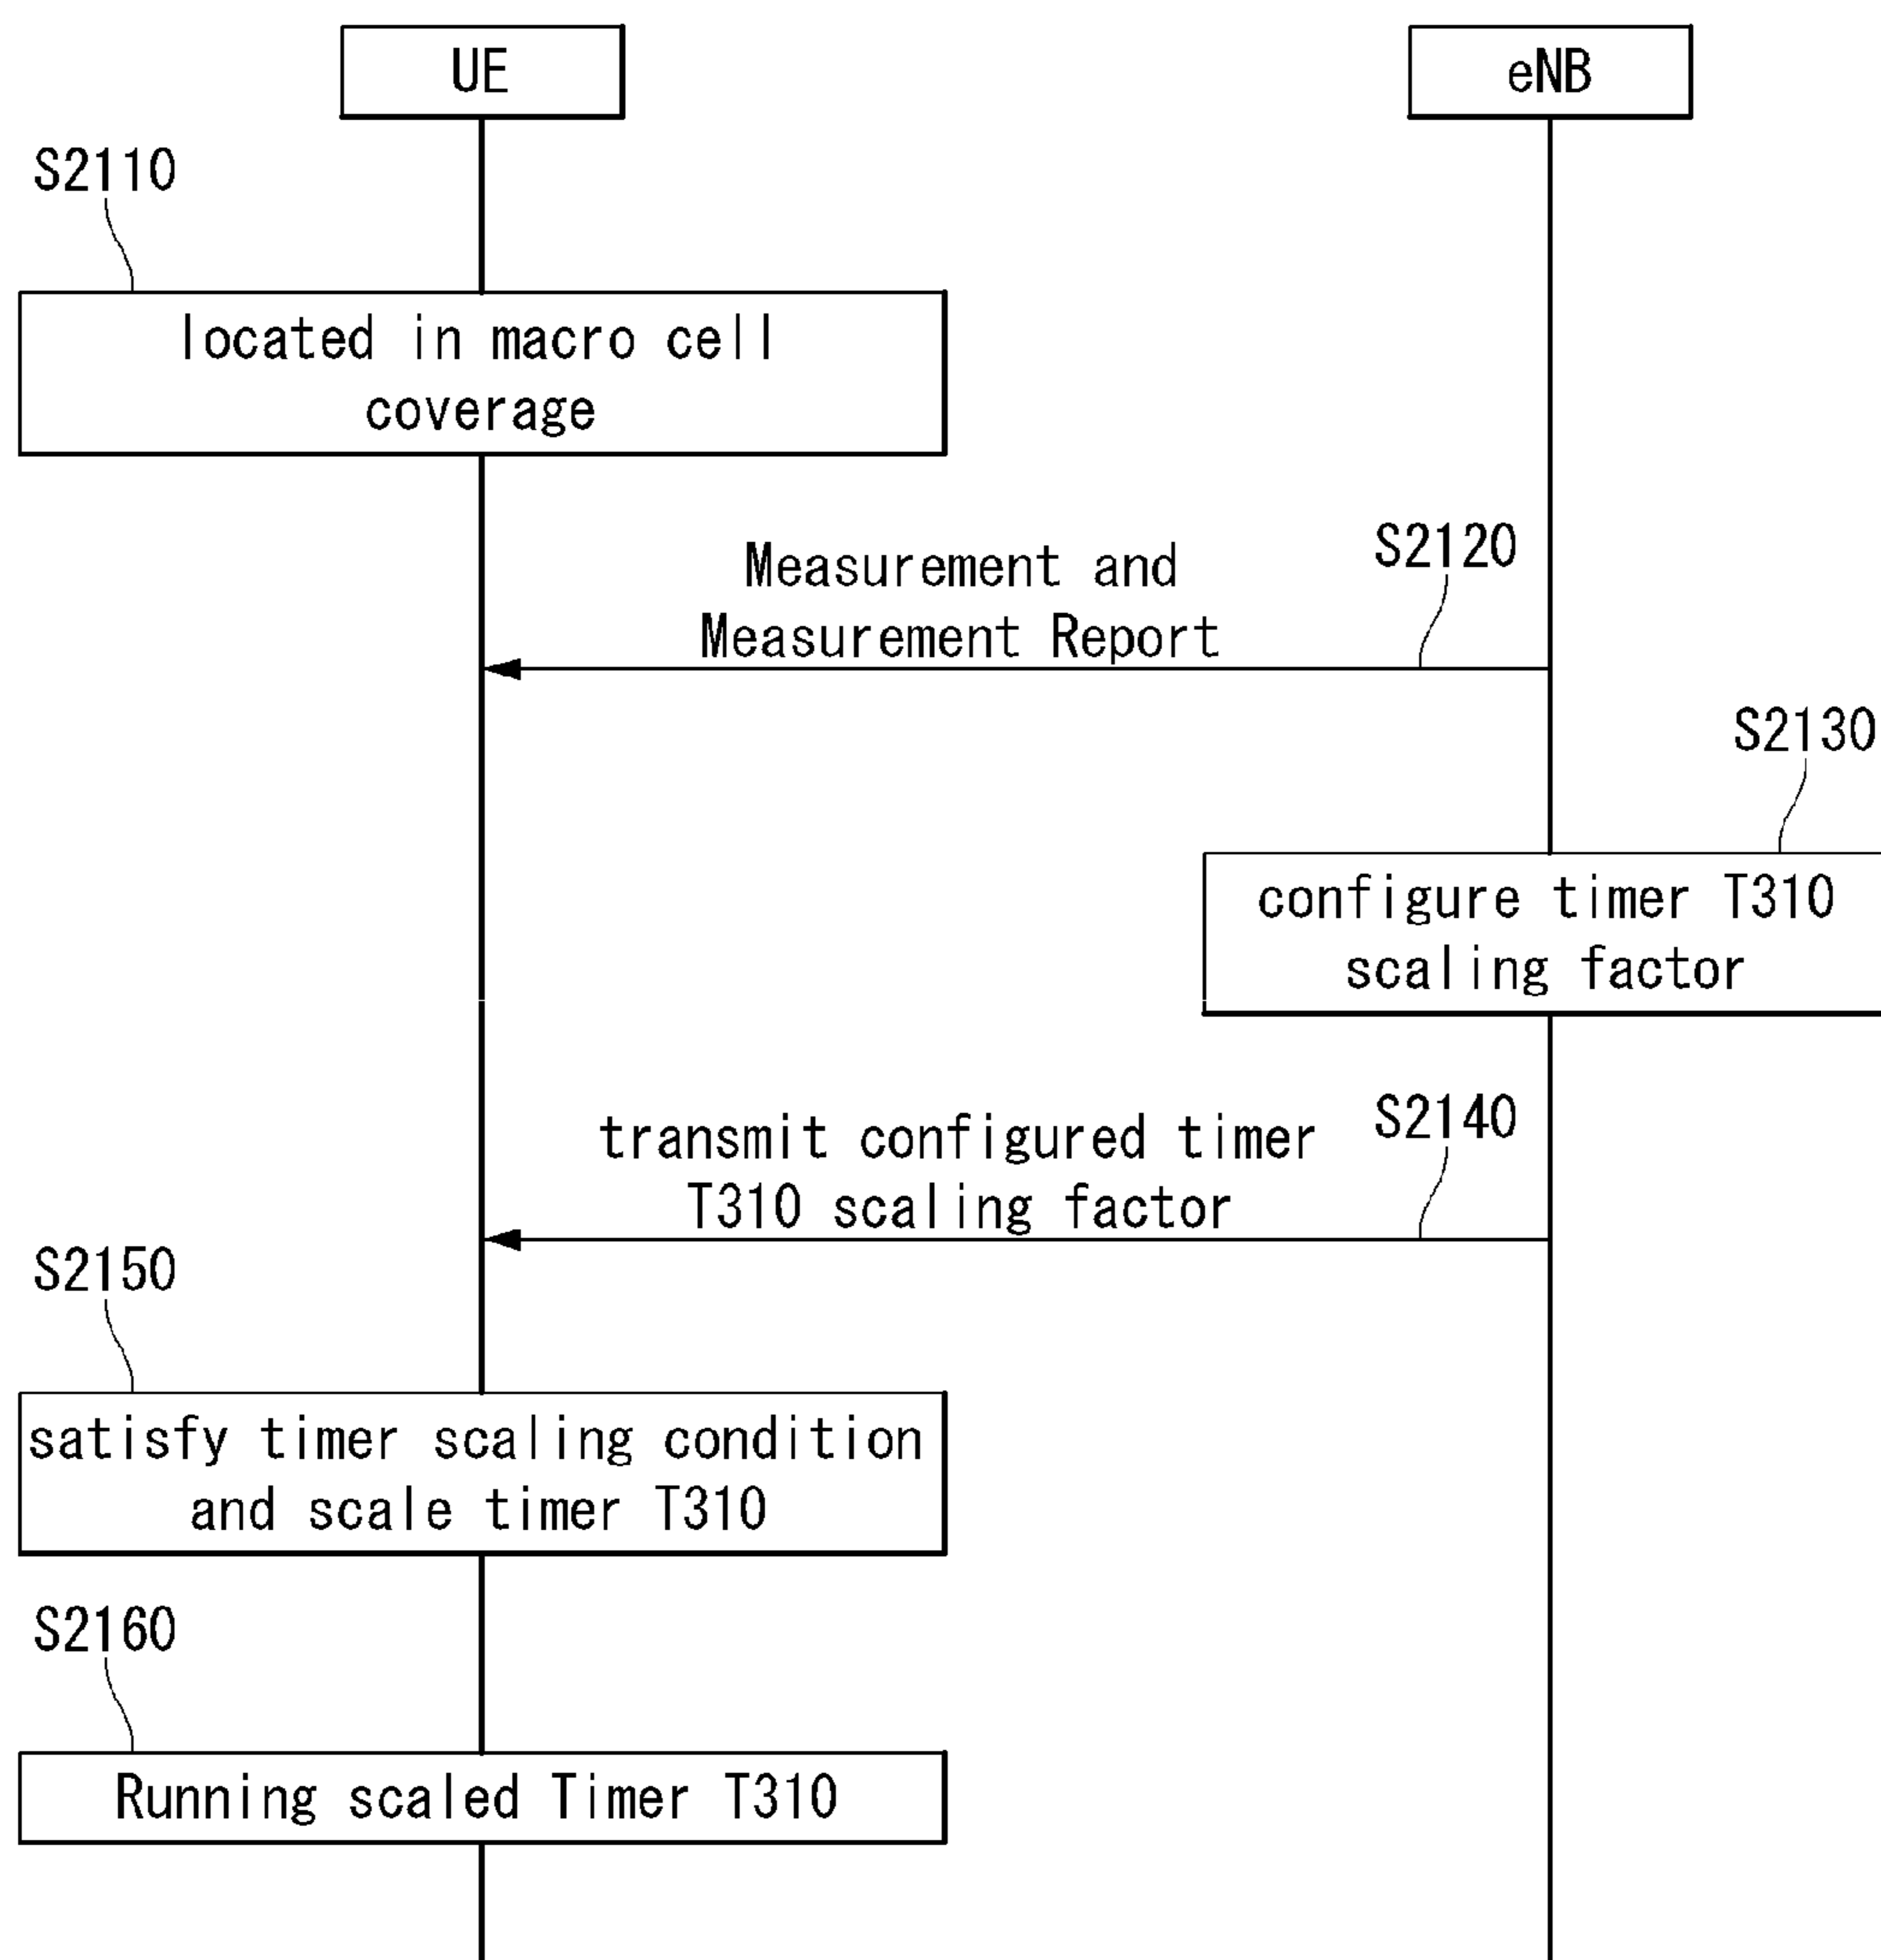 UE
eNB
S2110
located in macro cell
coverage
S2120
Measurement and
Measurement Report
S2130
configure timer T310
scaling factor
S2140
transmit configured timer
T310 scaling factor
S2150
satisfy timer scaling condition
and scale timer T310
S2160
Running scaled Timer T310